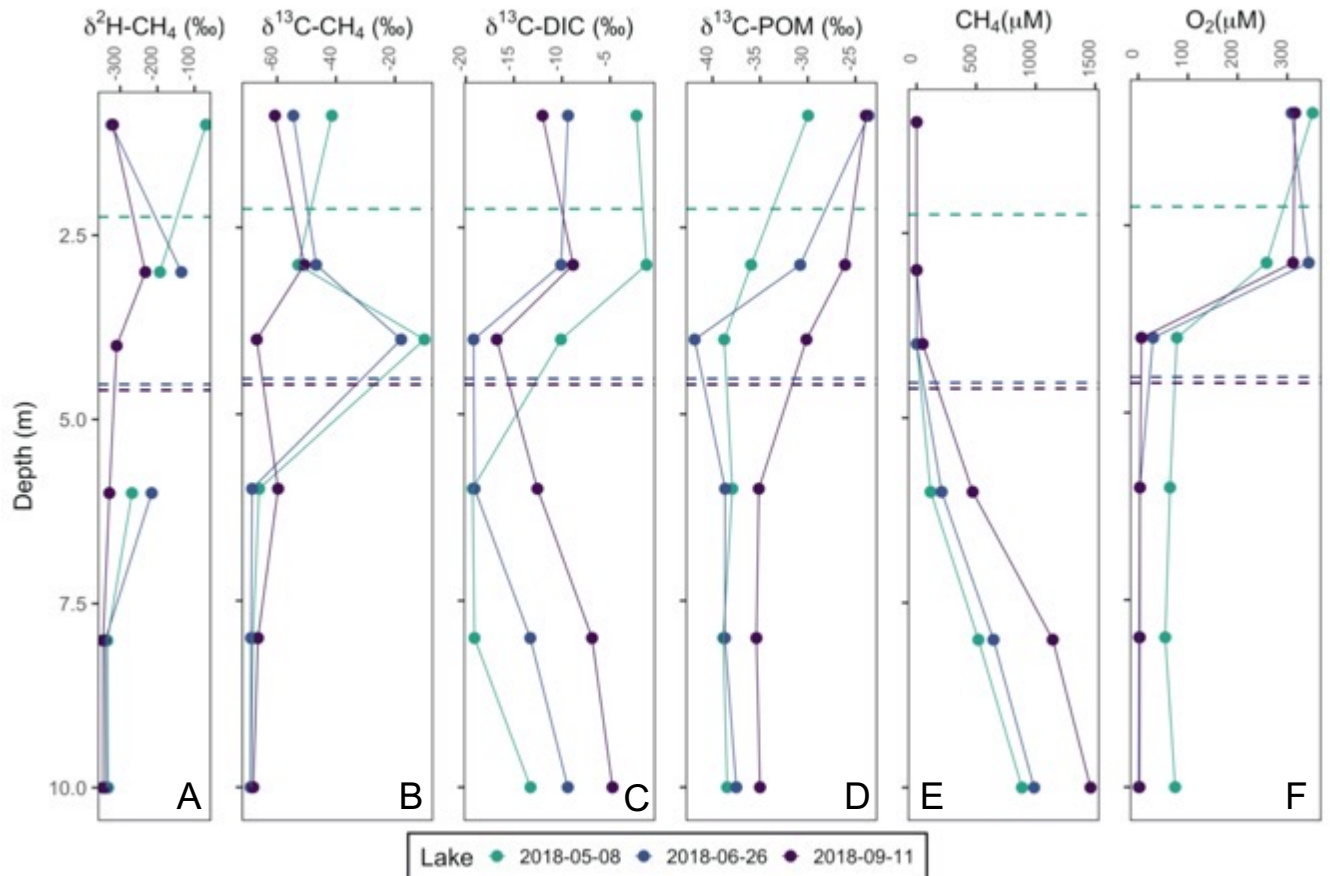 δ²H-CH₄ (‰) δ¹³C-CH₄ (‰) δ¹³C-DIC (‰) δ¹³C-POM (‰) CH₄(μM) O₂(μM)
-300 -200 -100 -60 -40 -20 -20 -15 -10 -5 -40 -35 -30 -25 0 500 1000 1500 0 100 200 300
2.5
5.0
Depth (m)
7.5
10.0
A B C D E F
Lake 2018-05-08 2018-06-26 2018-09-11